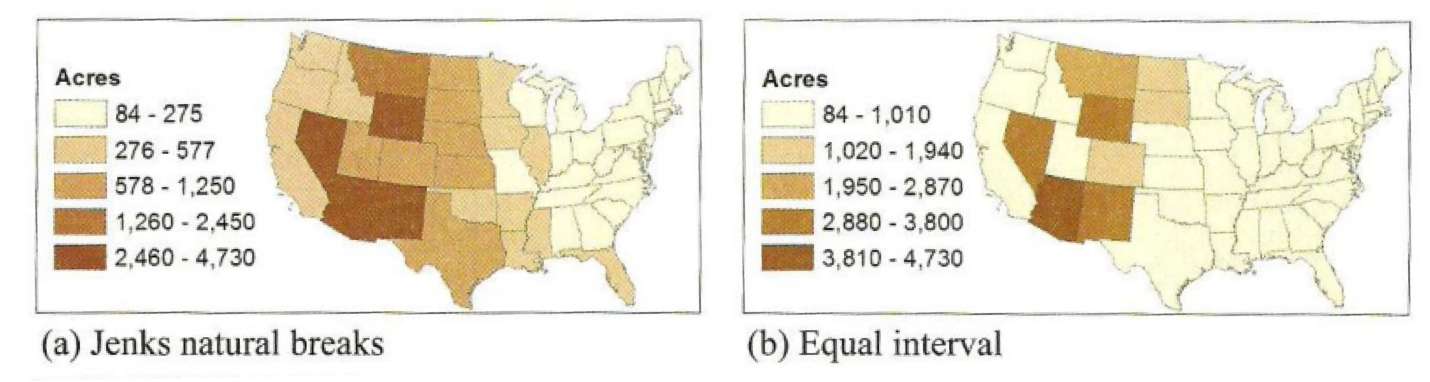 Acres
84 - 275
276 - 577
578 - 1,250
1,260 - 2,450
2,460 - 4,730
(a) Jenks natural breaks
Acres
84 - 1,010
1,020 - 1,940
1,950 - 2,870
2,880 - 3,800
3,810 - 4,730
(b) Equal interval